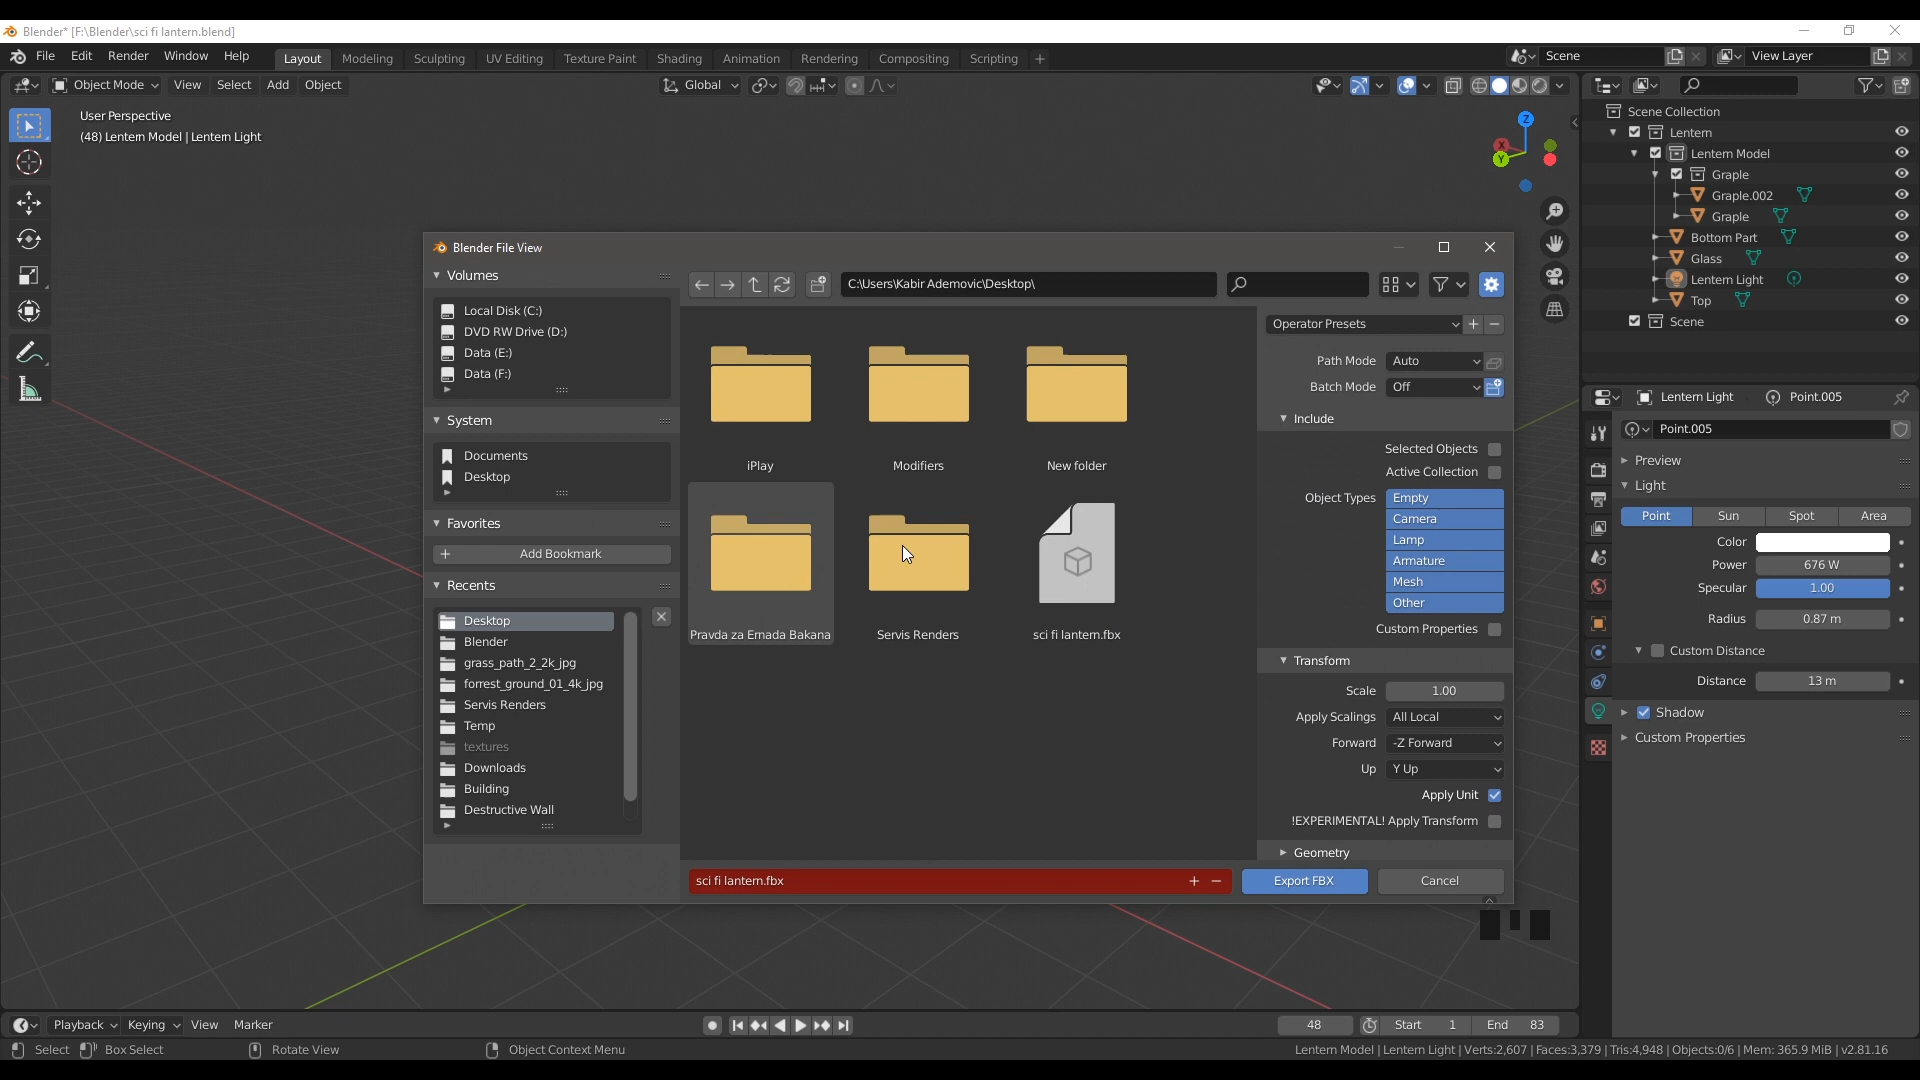 Blender* [F:\Blender\sci fi lantern.blend]
File Edit Render Window Help Layout Modeling Sculpting UV Editing Texture Paint Shading Animation Rendering Compositing Scripting + Scene View Layer
Object Mode View Select Add Object Global
User Perspective
(48) Lentern Model | Lentern Light
Z
X
Y
Scene Collection
Lentern
Lentern Model
Graple
Graple.002
Graple
Bottom Part
Glass
Lentern Light
Top
Scene
Blender File View
Volumes
Local Disk (C:)
DVD RW Drive (D:)
Data (E:)
Data (F:)
System
Documents
Desktop
Favorites
Add Bookmark
Recents
Desktop
Blender
grass_path_2_2k_jpg
forrest_ground_01_4k_jpg
Servis Renders
Temp
textures
Downloads
Building
Destructive Wall
C:\Users\Kabir Ademovic\Desktop\
iPlay Modifiers New folder
Pravda za Emada Bakana Servis Renders sci fi lantern.fbx
Operator Presets
Path Mode Auto
Batch Mode Off
Include
Selected Objects
Active Collection
Object Types Empty
Camera
Lamp
Armature
Mesh
Other
Custom Properties
Transform
Scale 1.00
Apply Scalings All Local
Forward -Z Forward
Up Y Up
Apply Unit
!EXPERIMENTAL! Apply Transform
Geometry
sci fi lantern.fbx Export FBX Cancel
Lentern Light Point.005
Point.005
Preview
Light
Point Sun Spot Area
Color
Power 676 W
Specular 1.00
Radius 0.87 m
Custom Distance
Distance 13 m
Shadow
Custom Properties
Playback Keying View Marker 48 Start 1 End 83
Select Box Select Rotate View Object Context Menu Lentern Model | Lentern Light | Verts:2,607 | Faces:3,379 | Tris:4,948 | Objects:0/6 | Mem: 365.9 MiB | v2.81.16